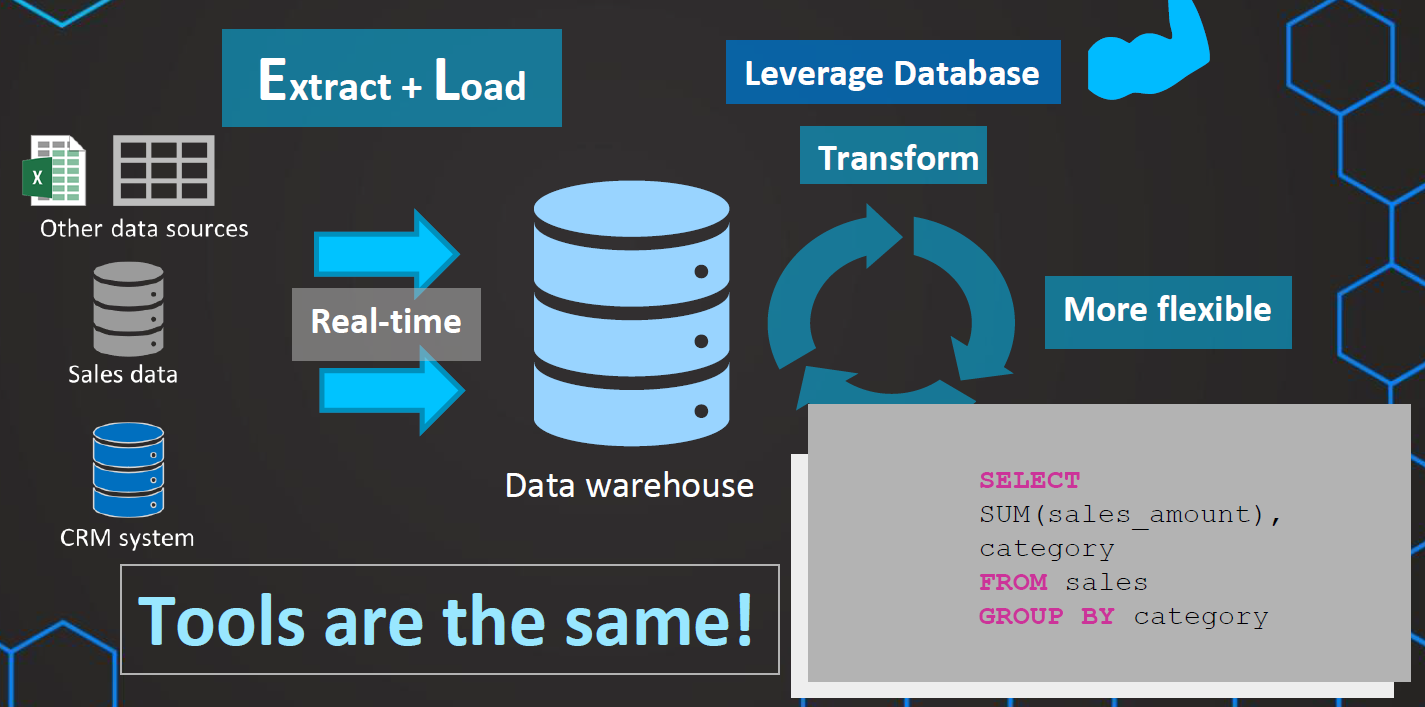 Extract + Load
Leverage Database
Transform
X
Other data sources
Real-time
More flexible
Sales data
Data warehouse
CRM system
Tools are the same!
SELECT
SUM(sales_amount),
category
FROM sales
GROUP BY category